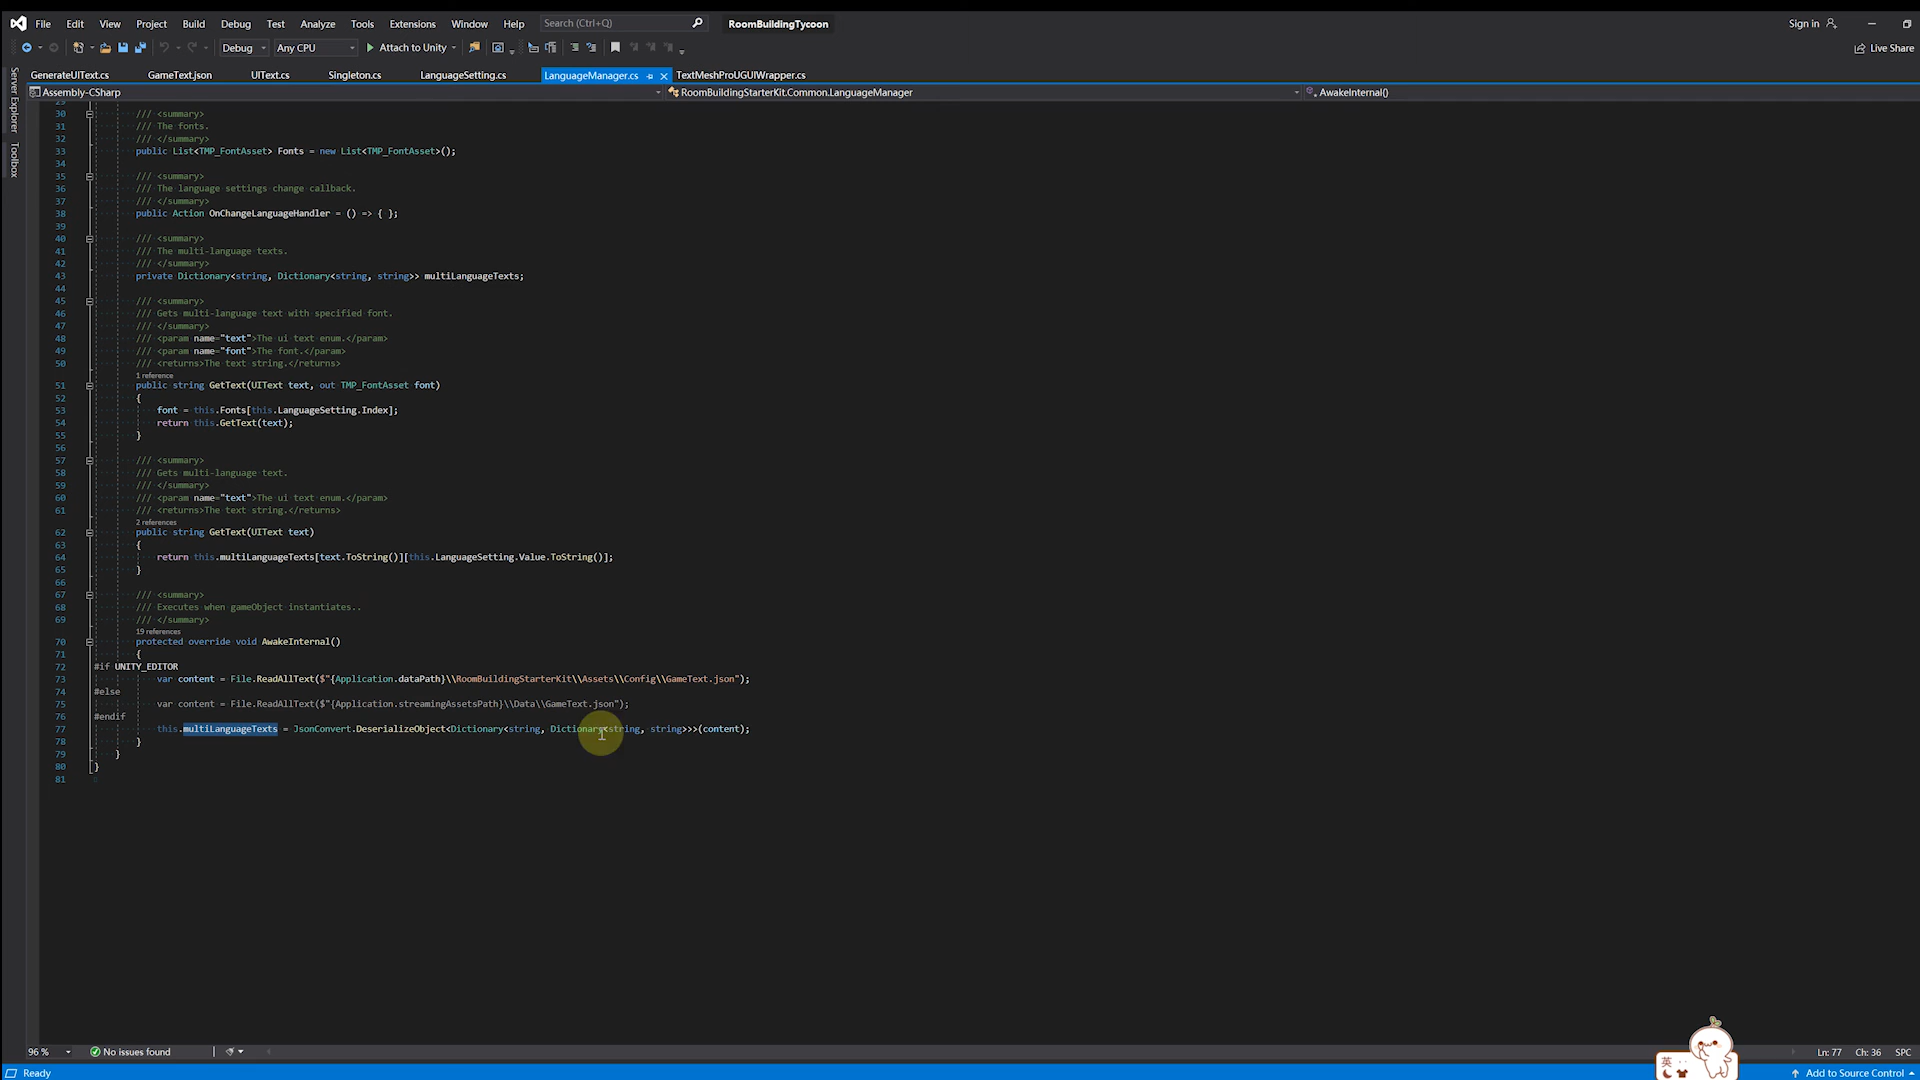 File Edit View Project Build Debug Test Analyze Tools Extensions Window Help Search (Ctrl+Q) RoomBuildingTycoon Sign in
Debug Any CPU Attach to Unity Live Share
GenerateUIText.cs GameText.json UIText.cs Singleton.cs LanguageSetting.cs LanguageManager.cs TextMeshProUGUIWrapper.cs
Assembly-CSharp RoomBuildingStarterKit.Common.LanguageManager AwakeInternal()
Server Explorer
Toolbox
29
30 /// <summary>
31 /// The fonts.
32 /// </summary>
33 public List<TMP_FontAsset> Fonts = new List<TMP_FontAsset>();
34
35 /// <summary>
36 /// The language settings change callback.
37 /// </summary>
38 public Action OnChangeLanguageHandler = () => { };
39
40 /// <summary>
41 /// The multi-language texts.
42 /// </summary>
43 private Dictionary<string, Dictionary<string, string>> multiLanguageTexts;
44
45 /// <summary>
46 /// Gets multi-language text with specified font.
47 /// </summary>
48 /// <param name="text">The ui text enum.</param>
49 /// <param name="font">The font.</param>
50 /// <returns>The text string.</returns>
1 reference
51 public string GetText(UIText text, out TMP_FontAsset font)
52 {
53 font = this.Fonts[this.LanguageSetting.Index];
54 return this.GetText(text);
55 }
56
57 /// <summary>
58 /// Gets multi-language text.
59 /// </summary>
60 /// <param name="text">The ui text enum.</param>
61 /// <returns>The text string.</returns>
2 references
62 public string GetText(UIText text)
63 {
64 return this.multiLanguageTexts[text.ToString()][this.LanguageSetting.Value.ToString()];
65 }
66
67 /// <summary>
68 /// Executes when gameObject instantiates..
69 /// </summary>
19 references
70 protected override void AwakeInternal()
71 {
72 #if UNITY_EDITOR
73 var content = File.ReadAllText($"{Application.dataPath}\\RoomBuildingStarterKit\\Assets\\Config\\GameText.json");
74 #else
75 var content = File.ReadAllText($"{Application.streamingAssetsPath}\\Data\\GameText.json");
76 #endif
77 this.multiLanguageTexts = JsonConvert.DeserializeObject<Dictionary<string, Dictionary<string, string>>>(content);
78 }
79 }
80 }
81
96 % No issues found Ln: 77 Ch: 36 SPC
英
Ready Add to Source Control